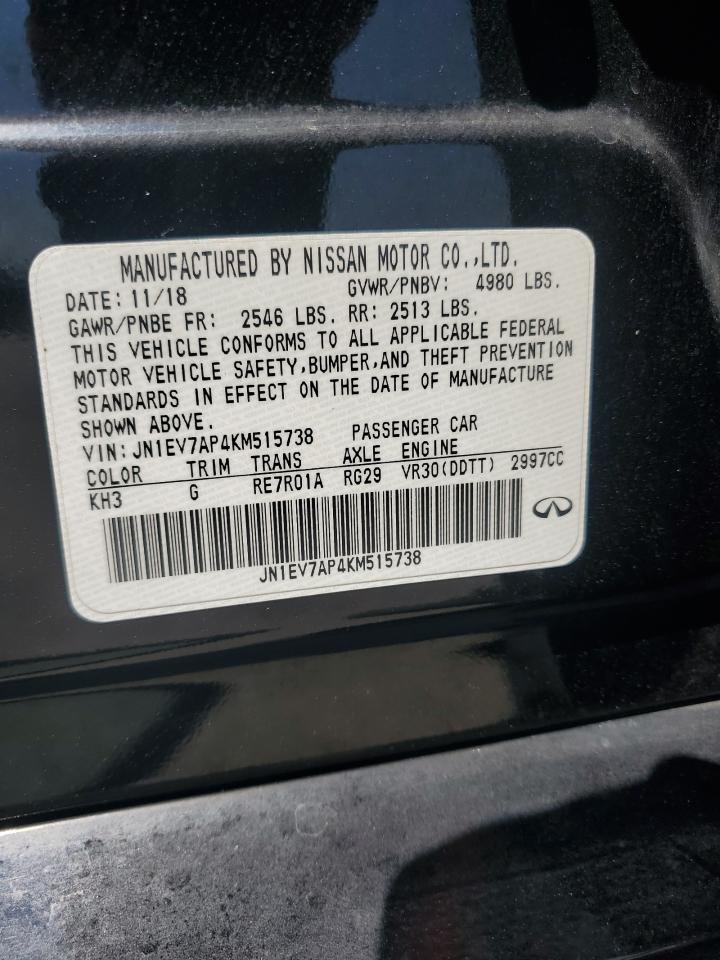 MANUFACTURED BY NISSAN MOTOR CO.,LTD.
DATE: 11/18 GVWR/PNBV: 4980 LBS.
GAWR/PNBE FR: 2546 LBS. RR: 2513 LBS.
THIS VEHICLE CONFORMS TO ALL APPLICABLE FEDERAL
MOTOR VEHICLE SAFETY,BUMPER,AND THEFT PREVENTION
STANDARDS IN EFFECT ON THE DATE OF MANUFACTURE
SHOWN ABOVE.
VIN: JN1EV7AP4KM515738 PASSENGER CAR
COLOR TRIM TRANS AXLE ENGINE
KH3 G RE7R01A RG29 VR30(DDTT) 2997CC
JN1EV7AP4KM515738